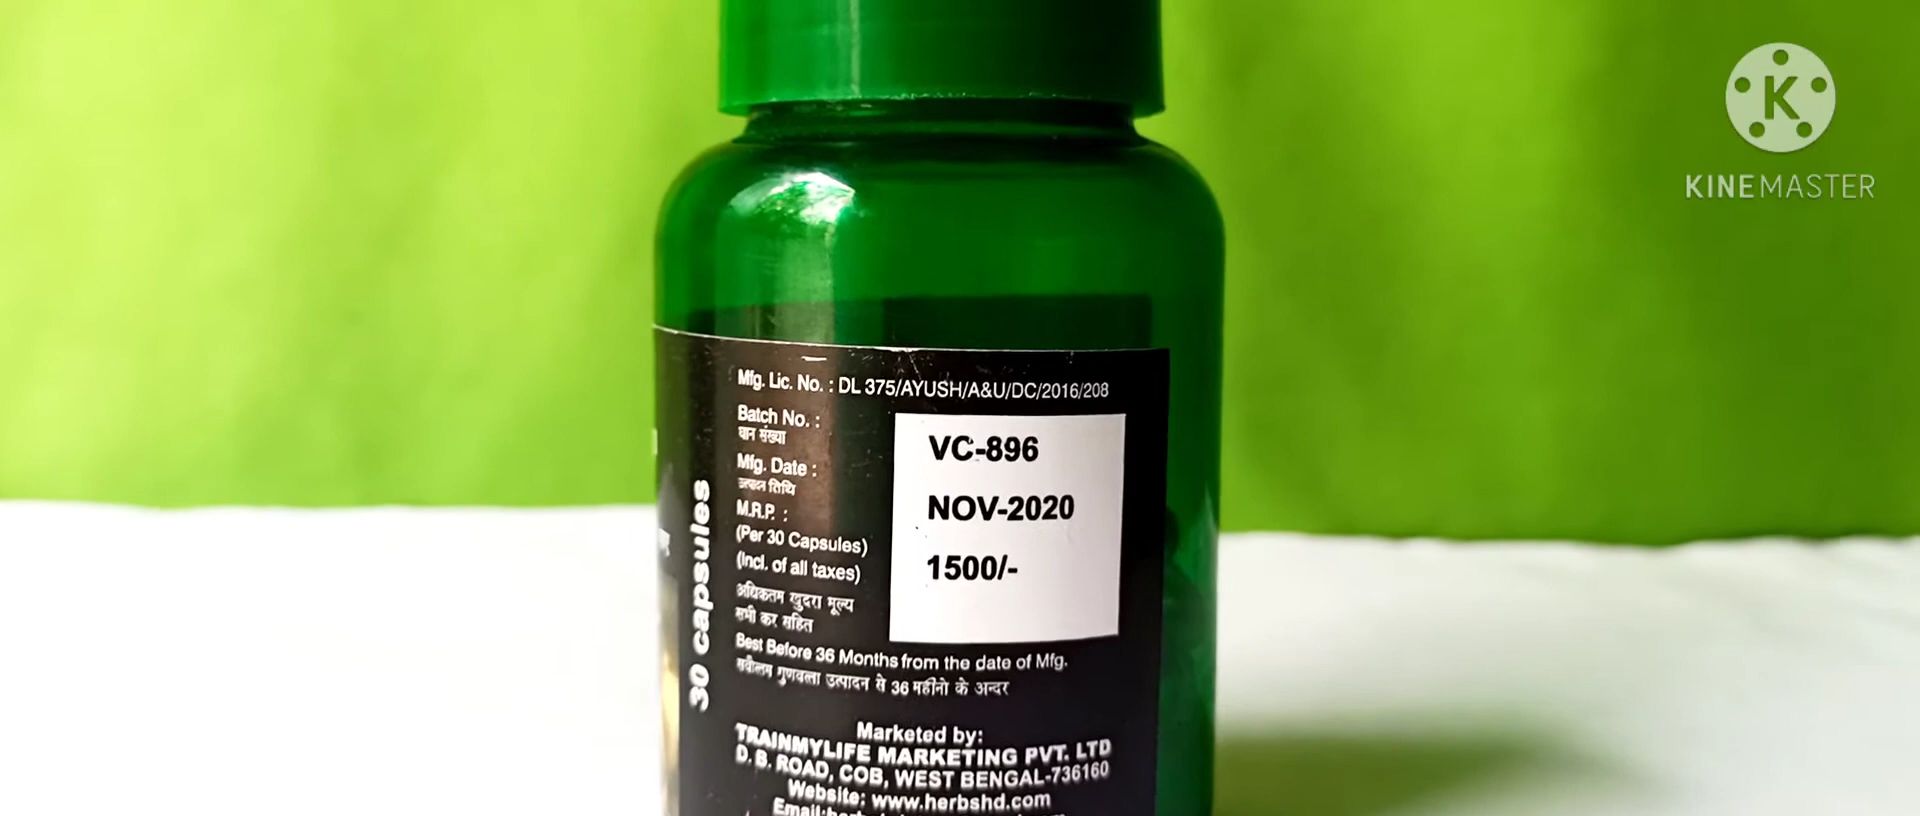 KINEMASTER
Mfg. Lic. No. : DL 375/AYUSH/A&U/DC/2016/208
Batch No. : VC-896
घान संख्या
Mfg. Date : NOV-2020
उत्पादन तिथि
M.R.P. : 1500/-
(Per 30 Capsules)
(Incl. of all taxes)
अधिकतम खुदरा मूल्य
सभी कर सहित
Best Before 36 Months from the date of Mfg.
सर्वोत्तम गुणवत्ता उत्पादन से 36 महीनो के अन्दर
30 capsules
Marketed by:
TRAINMYLIFE MARKETING PVT. LTD
D. B. ROAD, COB, WEST BENGAL-736160
Website: www.herbshd.com
Email: